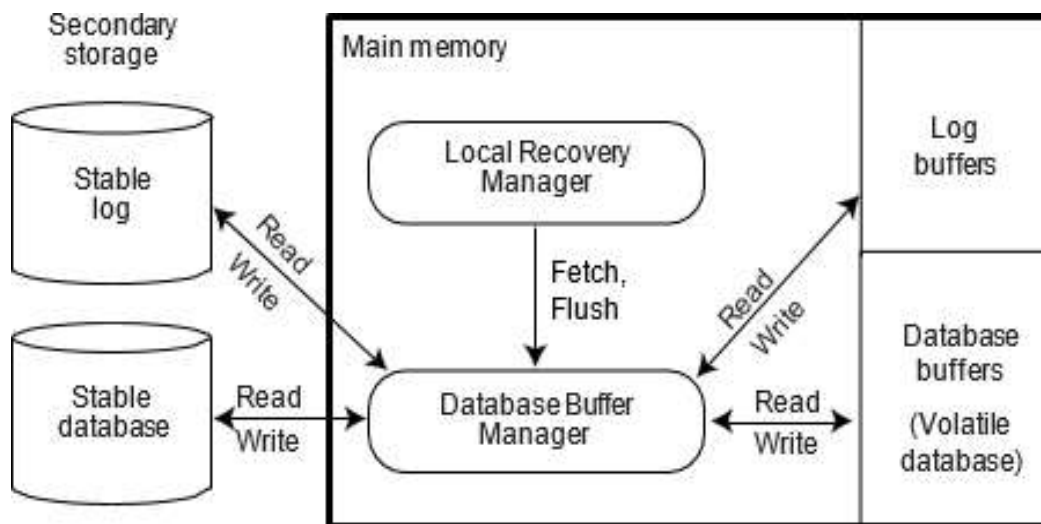 Secondary
storage
Main memory
Stable
log
Local Recovery
Manager
Log
buffers
Read
Write
Fetch,
Flush
Read
Write
Stable
database
Read
Write
Database Buffer
Manager
Read
Write
Database
buffers
(Volatile
database)